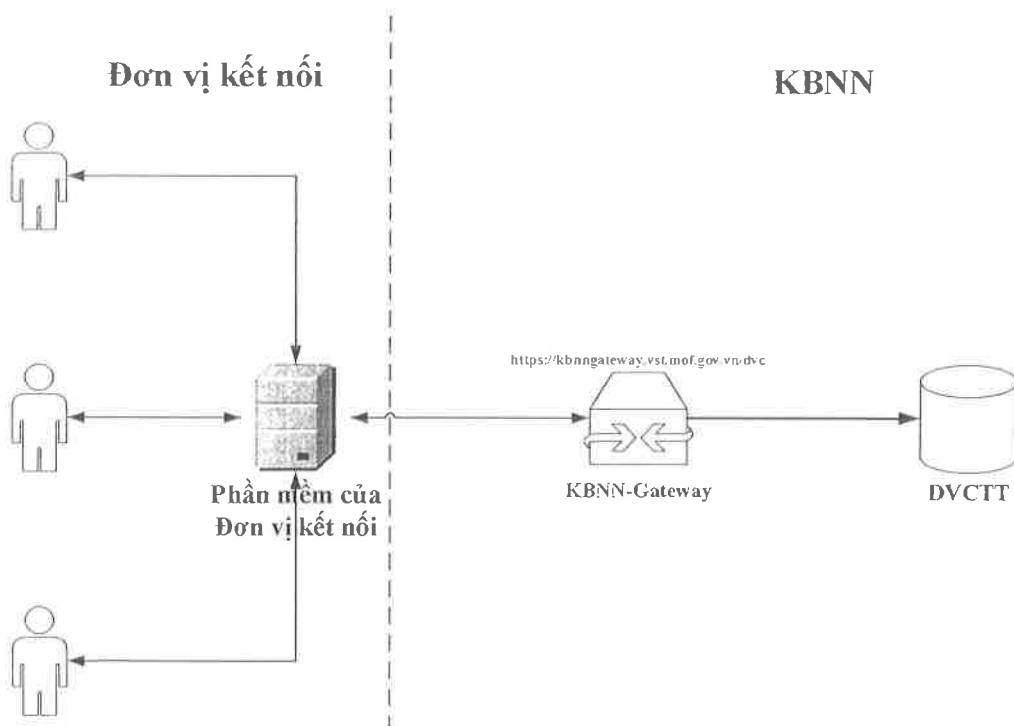 Đơn vị kết nối
KBNN
https://kbnngateway.vst.mof.gov.vn/dvc
Phần mềm của
Đơn vị kết nối
KBNN-Gateway
DVCTT